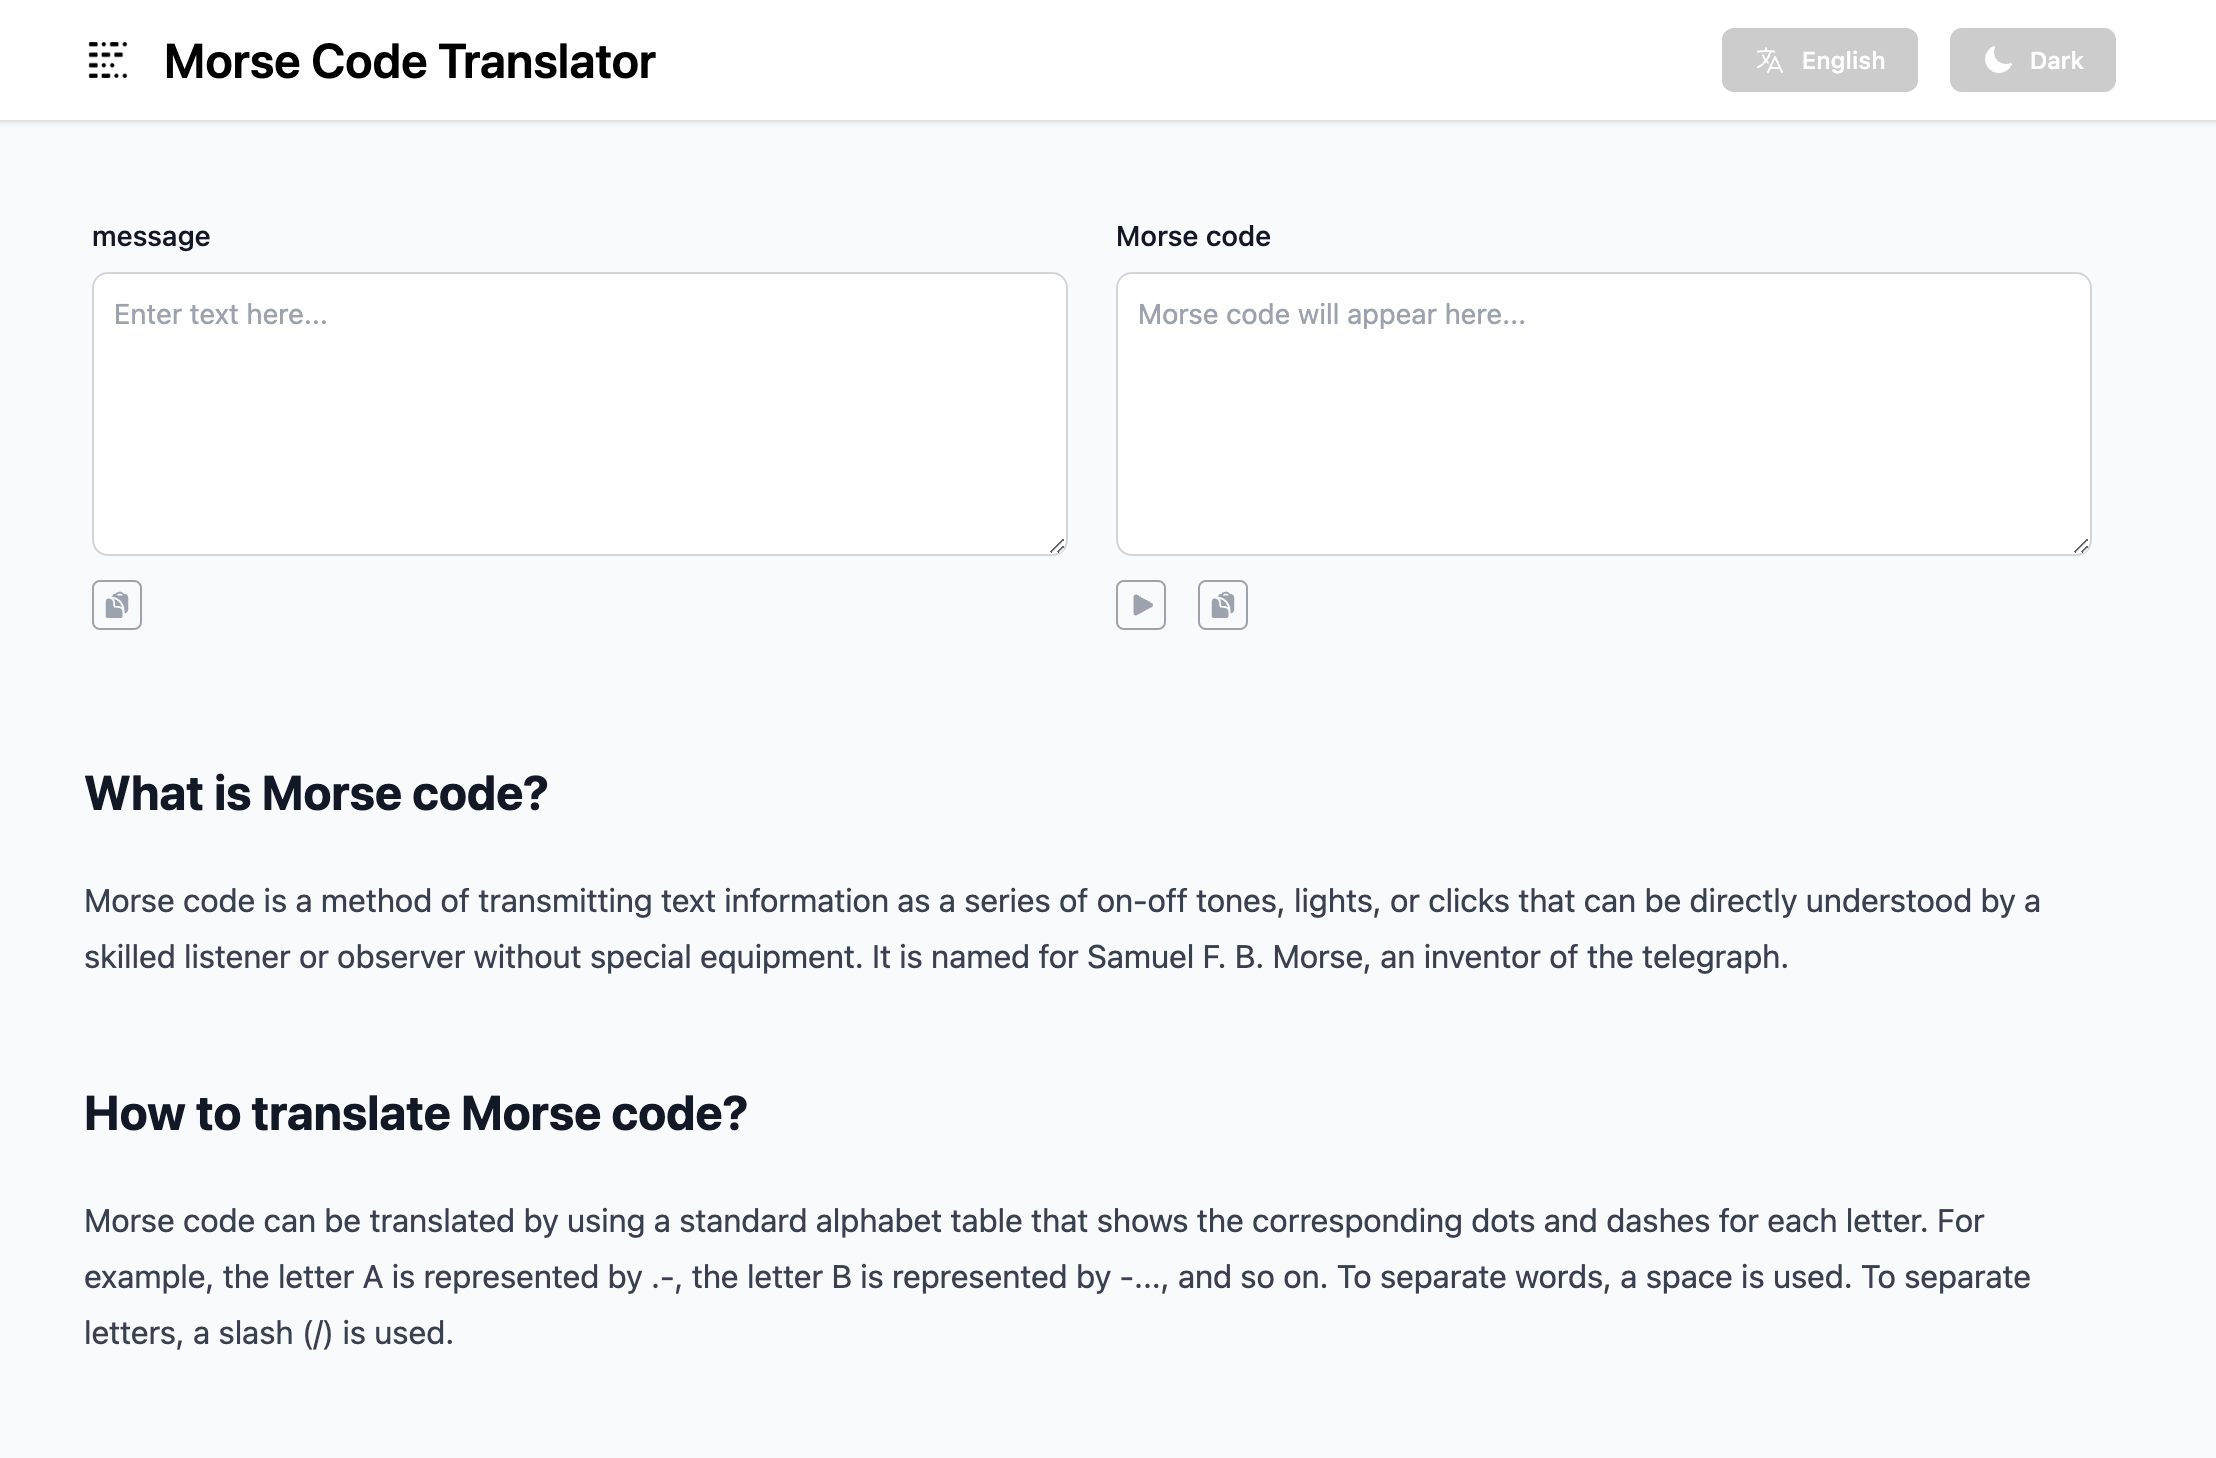 Morse Code Translator
English
Dark
message
Morse code
Enter text here...
Morse code will appear here...
What is Morse code?
Morse code is a method of transmitting text information as a series of on-off tones, lights, or clicks that can be directly understood by a
skilled listener or observer without special equipment. It is named for Samuel F. B. Morse, an inventor of the telegraph.
How to translate Morse code?
Morse code can be translated by using a standard alphabet table that shows the corresponding dots and dashes for each letter. For
example, the letter A is represented by .-, the letter B is represented by -..., and so on. To separate words, a space is used. To separate
letters, a slash (/) is used.